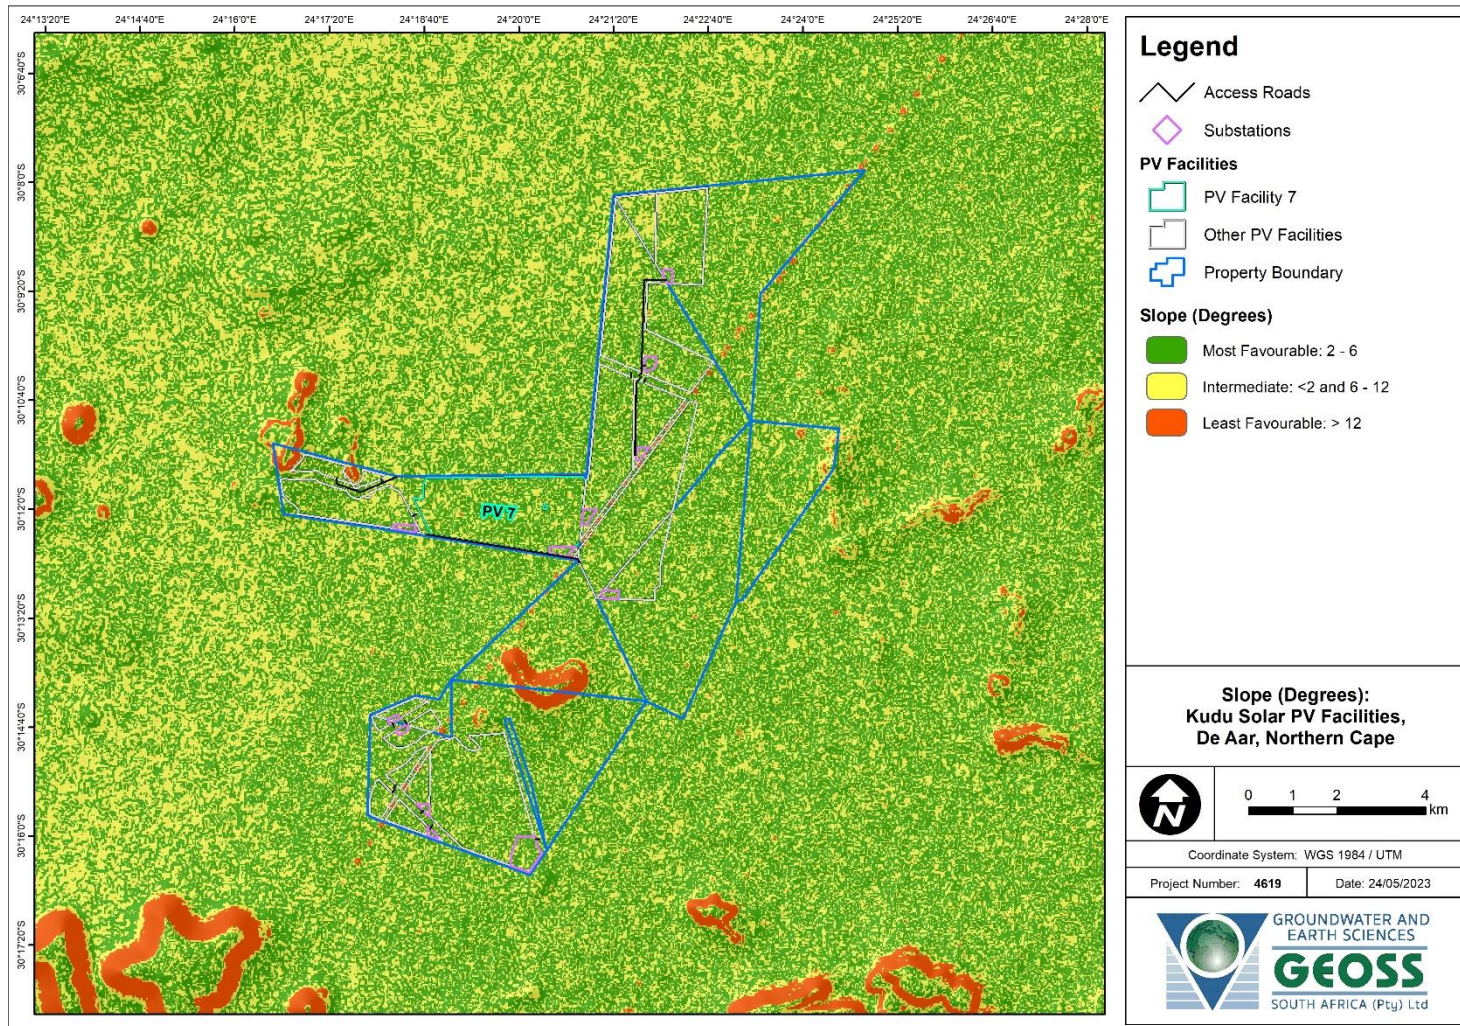 24°13'20"E 24°14'40"E 24°16'0"E 24°17'20"E 24°18'40"E 24°20'0"E 24°21'20"E 24°22'40"E 24°24'0"E 24°25'20"E 24°26'40"E 24°28'0"E
30°6'40"S
30°8'0"S
30°9'20"S
30°10'40"S
30°12'0"S
30°13'20"S
30°14'40"S
30°16'0"S
30°17'20"S
PV 7
Legend
Access Roads
Substations
PV Facilities
PV Facility 7
Other PV Facilities
Property Boundary
Slope (Degrees)
Most Favourable: 2 - 6
Intermediate: <2 and 6 - 12
Least Favourable: > 12
Slope (Degrees):
Kudu Solar PV Facilities,
De Aar, Northern Cape
N
0 1 2 4
km
Coordinate System: WGS 1984 / UTM
Project Number: 4619 Date: 24/05/2023
GROUNDWATER AND
EARTH SCIENCES
GEOSS
SOUTH AFRICA (Pty) Ltd